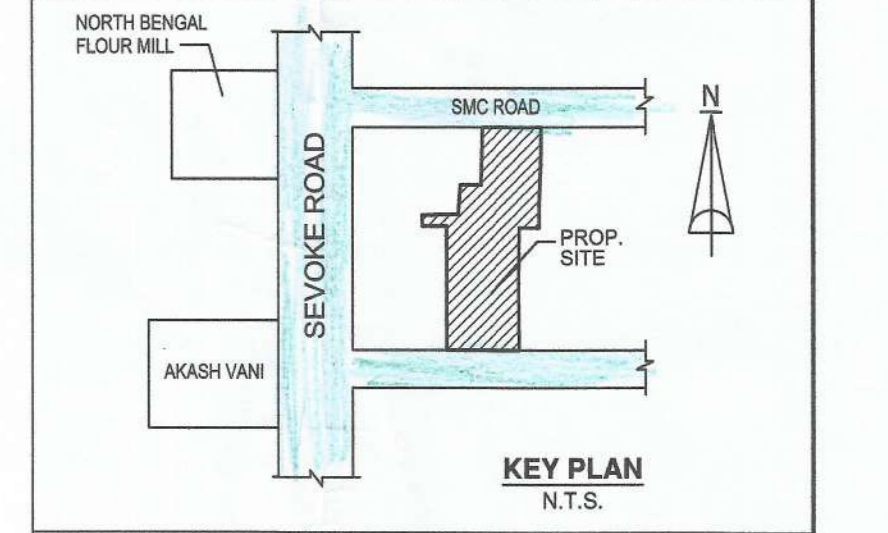 NORTH BENGAL
FLOUR MILL
SMC ROAD
N
SEVOKE ROAD
PROP.
SITE
AKASH VANI
KEY PLAN
N.T.S.